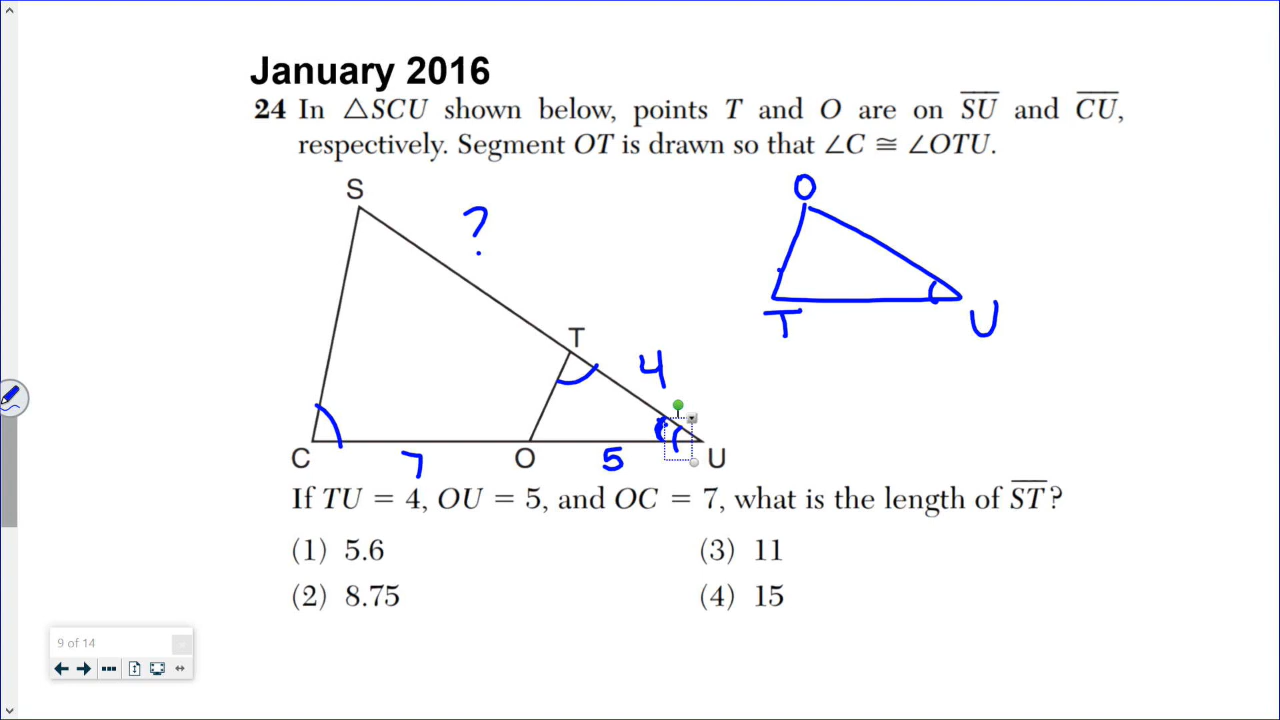 January 2016
24 In △SCU shown below, points T and O are on S̅U̅ and C̅U̅,
respectively. Segment OT is drawn so that ∠C ≅ ∠OTU.
S
?
O
T
U
T
4
C
7
O
5
U
If TU = 4, OU = 5, and OC = 7, what is the length of S̅T̅?
(1) 5.6
(3) 11
(2) 8.75
(4) 15
9 of 14